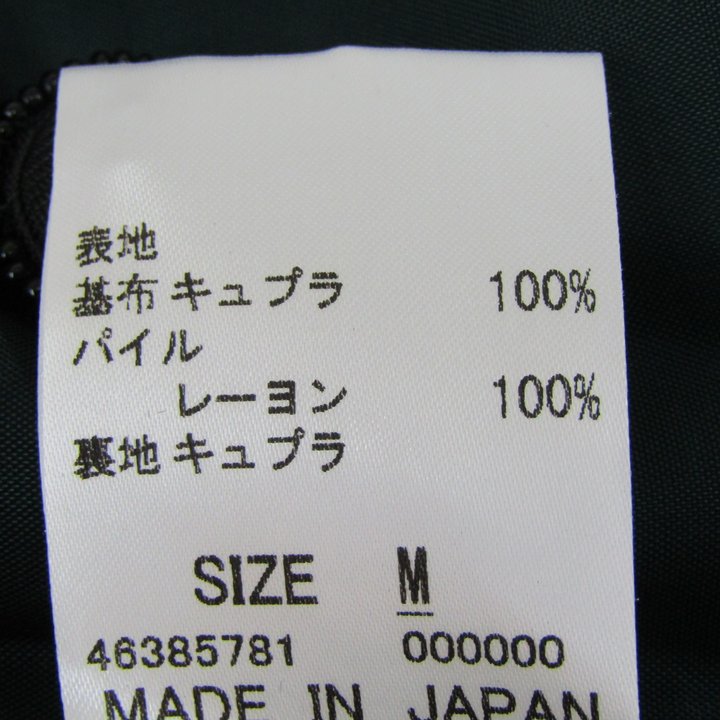 表地
基布 キュプラ 100%
パイル
レーヨン 100%
裏地 キュプラ
SIZE M
46385781 000000
MADE IN JAPAN